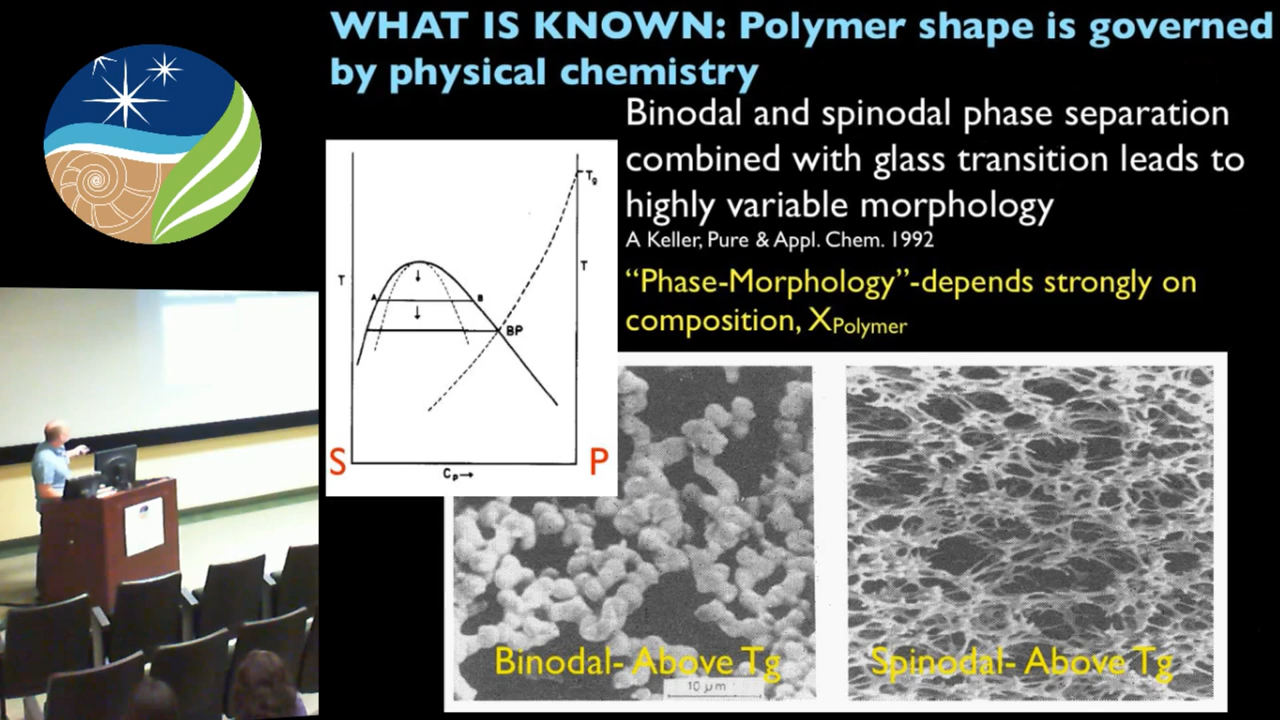 WHAT IS KNOWN: Polymer shape is governed
by physical chemistry
Binodal and spinodal phase separation
combined with glass transition leads to
highly variable morphology
A Keller, Pure & Appl. Chem. 1992
“Phase-Morphology”-depends strongly on
composition, XPolymer
Tg
T
T
A
B
BP
S
P
Cp→
Binodal- Above Tg
10 μm
Spinodal- Above Tg